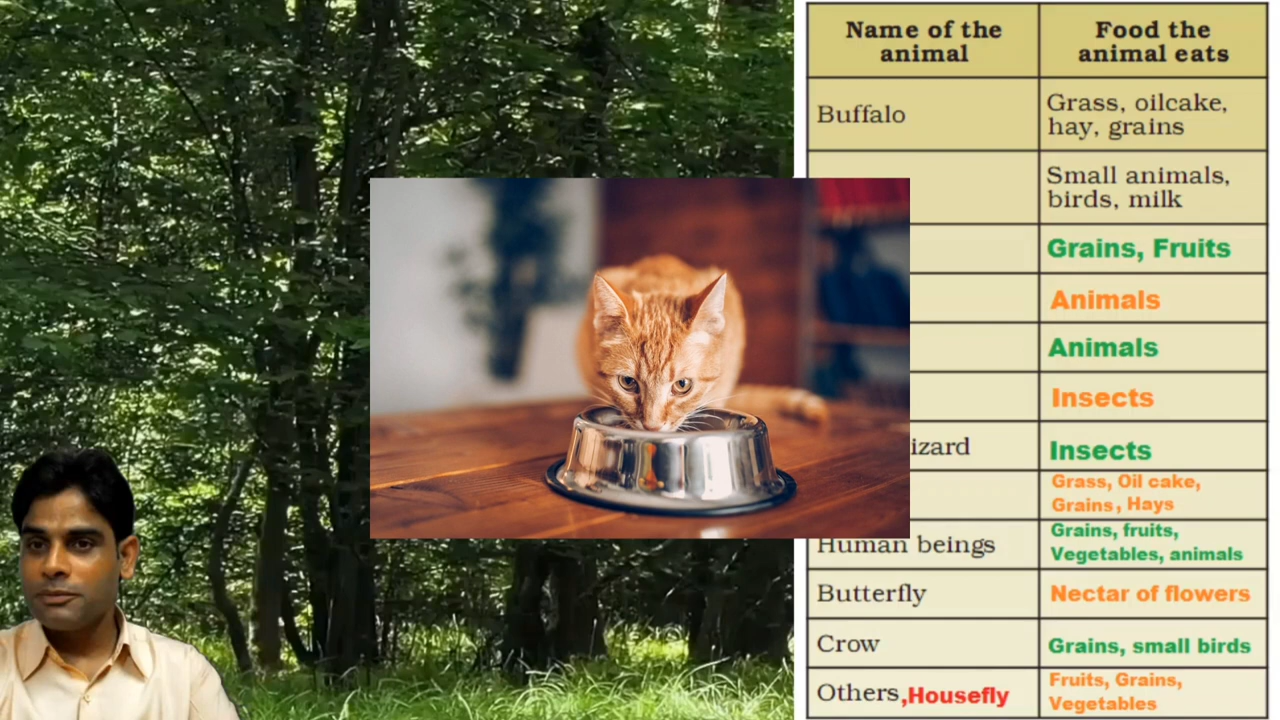 Name of the
animal
Food the
animal eats
Buffalo
Grass, oilcake,
hay, grains
Small animals,
birds, milk
Grains, Fruits
Animals
Animals
Insects
izard
Insects
Grass, Oil cake,
Grains, Hays
Human beings
Grains, fruits,
Vegetables, animals
Butterfly
Nectar of flowers
Crow
Grains, small birds
Others,Housefly
Fruits, Grains,
Vegetables